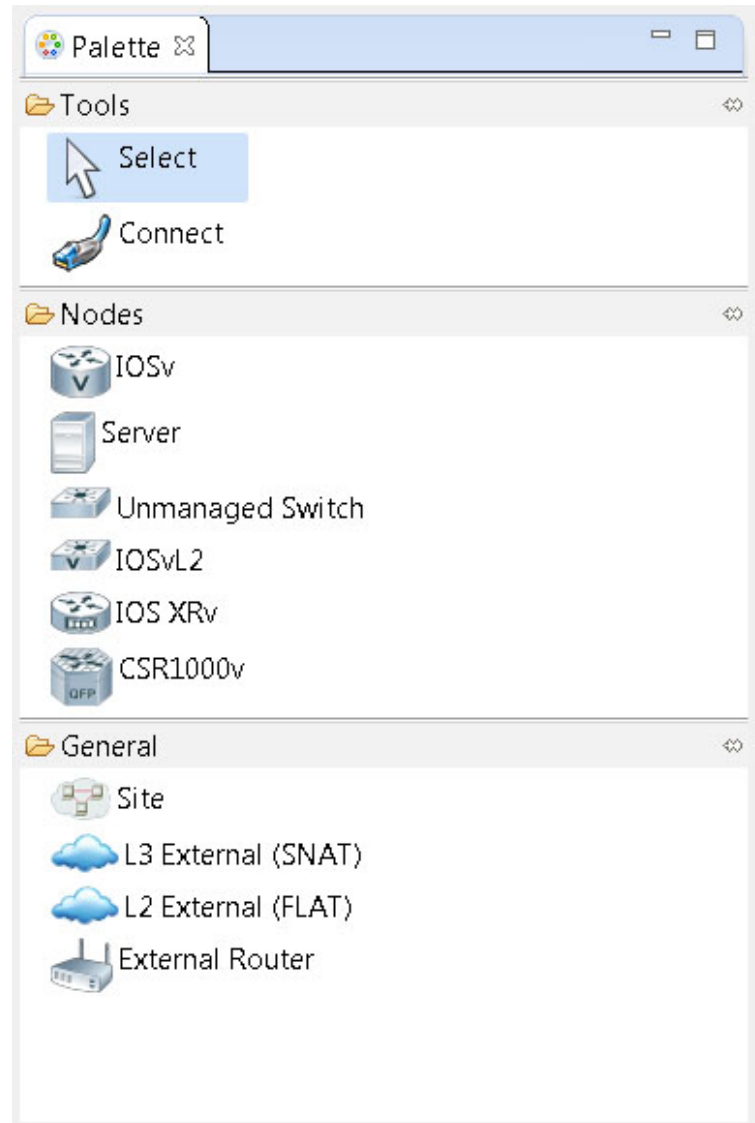 Palette
Tools
Select
Connect
Nodes
V
IOSv
Server
Unmanaged Switch
V
IOSvL2
IOS XRv
CSR1000v
QFP
General
Site
L3 External (SNAT)
L2 External (FLAT)
External Router